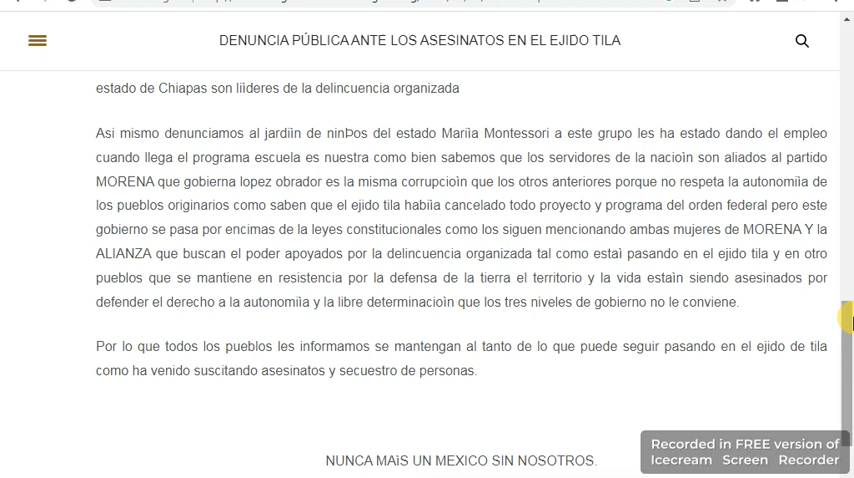 DENUNCIA PÚBLICA ANTE LOS ASESINATOS EN EL EJIDO TILA
estado de Chiapas son liìderes de la delincuencia organizada
Asi mismo denunciamos al jardiìn de ninÞos del estado Mariìa Montessori a este grupo les ha estado dando el empleo
cuando llega el programa escuela es nuestra como bien sabemos que los servidores de la nacioìn son aliados al partido
MORENA que gobierna lopez obrador es la misma corrupcioìn que los otros anteriores porque no respeta la autonomiìa de
los pueblos originarios como saben que el ejido tila habiìa cancelado todo proyecto y programa del orden federal pero este
gobierno se pasa por encimas de la leyes constitucionales como los siguen mencionando ambas mujeres de MORENA Y la
ALIANZA que buscan el poder apoyados por la delincuencia organizada tal como estaì pasando en el ejido tila y en otro
pueblos que se mantiene en resistencia por la defensa de la tierra el territorio y la vida estaìn siendo asesinados por
defender el derecho a la autonomiìa y la libre determinacioìn que los tres niveles de gobierno no le conviene.
Por lo que todos los pueblos les informamos se mantengan al tanto de lo que puede seguir pasando en el ejido de tila
como ha venido suscitando asesinatos y secuestro de personas.
NUNCA MAiS UN MEXICO SIN NOSOTROS.
Recorded in FREE version of
Icecream Screen Recorder